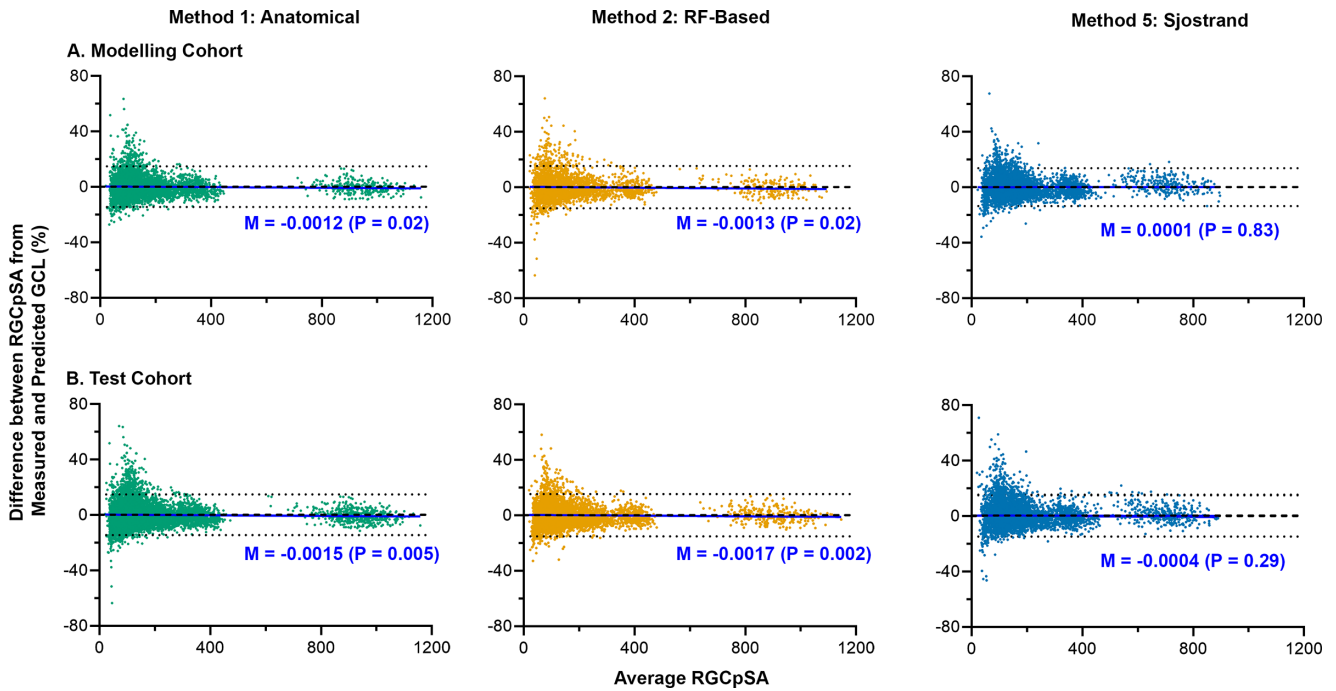 Method 1: Anatomical
Method 2: RF-Based
Method 5: Sjostrand
A. Modelling Cohort
Difference between RGCpSA from
Measured and Predicted GCL (%)
80
40
0
-40
-80
0 400 800 1200
M = -0.0012 (P = 0.02)
80
40
0
-40
-80
0 400 800 1200
M = -0.0013 (P = 0.02)
80
40
0
-40
-80
0 400 800 1200
M = 0.0001 (P = 0.83)
B. Test Cohort
80
40
0
-40
-80
0 400 800 1200
M = -0.0015 (P = 0.005)
80
40
0
-40
-80
0 400 800 1200
M = -0.0017 (P = 0.002)
80
40
0
-40
-80
0 400 800 1200
M = -0.0004 (P = 0.29)
Average RGCpSA